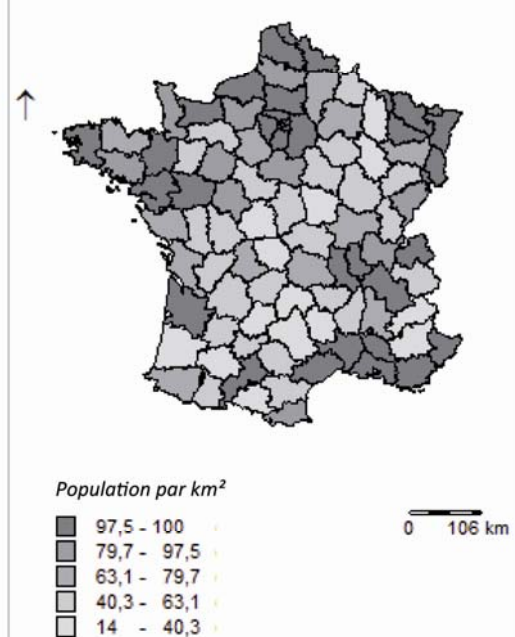 Population par km²
97,5 - 100
79,7 - 97,5
63,1 - 79,7
40,3 - 63,1
14 - 40,3
0 106 km